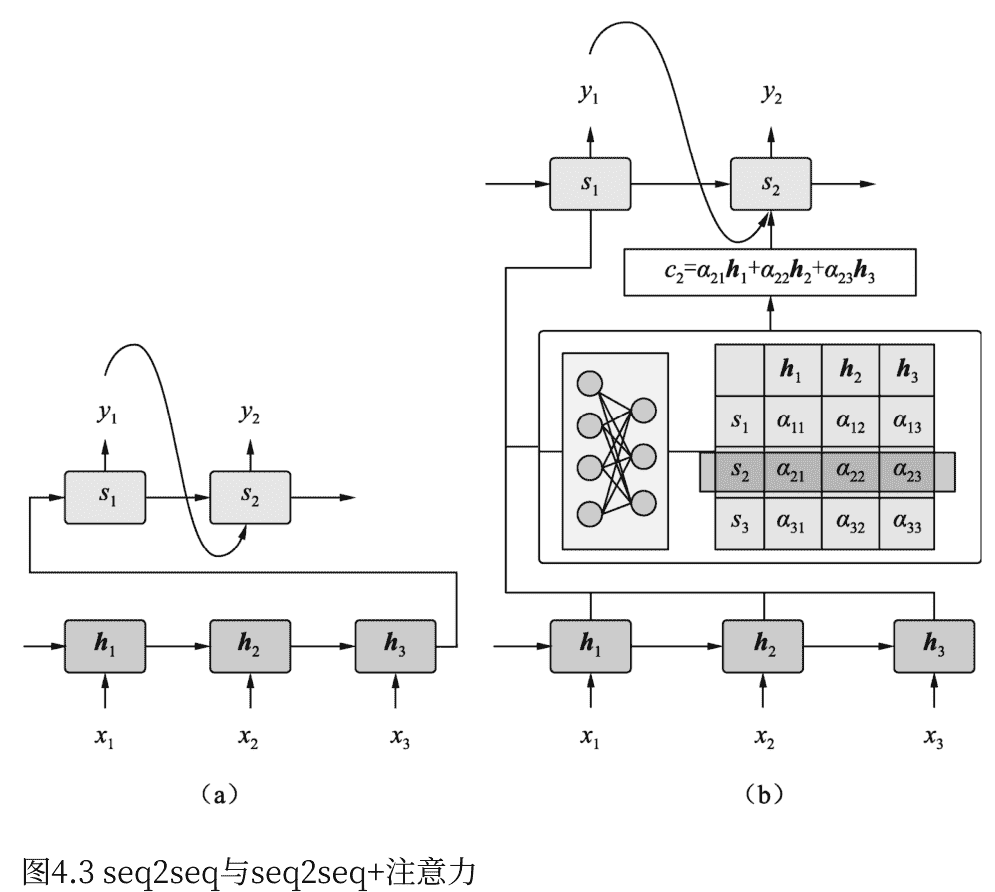 y₁ y₂
s₁ s₂
h₁ h₂ h₃
x₁ x₂ x₃
(a)
y₁ y₂
s₁ s₂
c₂=α₂₁h₁+α₂₂h₂+α₂₃h₃
h₁ h₂ h₃
s₁ α₁₁ α₁₂ α₁₃
s₂ α₂₁ α₂₂ α₂₃
s₃ α₃₁ α₃₂ α₃₃
h₁ h₂ h₃
x₁ x₂ x₃
(b)
图4.3 seq2seq与seq2seq+注意力